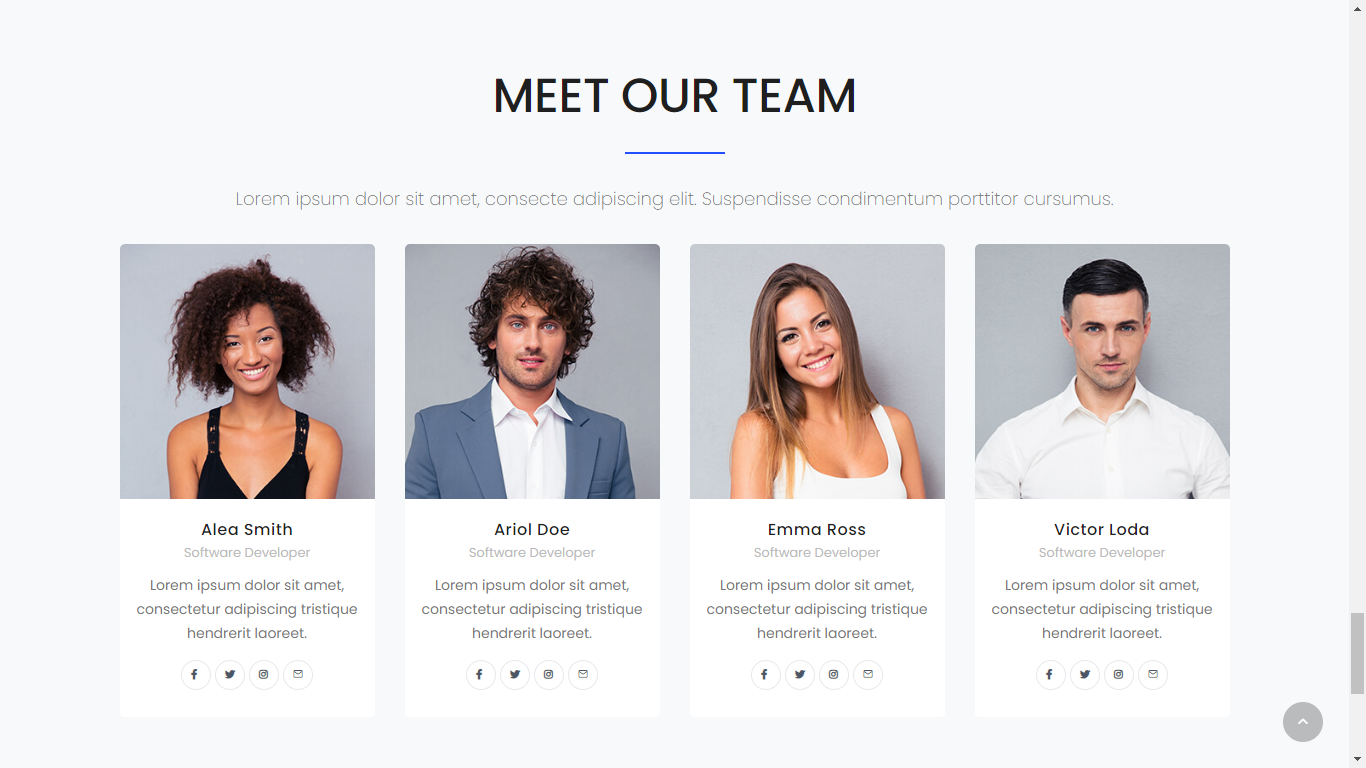 MEET OUR TEAM
Lorem ipsum dolor sit amet, consecte adipiscing elit. Suspendisse condimentum porttitor cursumus.
Alea Smith
Software Developer
Lorem ipsum dolor sit amet,
consectetur adipiscing tristique
hendrerit laoreet.
Ariol Doe
Software Developer
Lorem ipsum dolor sit amet,
consectetur adipiscing tristique
hendrerit laoreet.
Emma Ross
Software Developer
Lorem ipsum dolor sit amet,
consectetur adipiscing tristique
hendrerit laoreet.
Victor Loda
Software Developer
Lorem ipsum dolor sit amet,
consectetur adipiscing tristique
hendrerit laoreet.